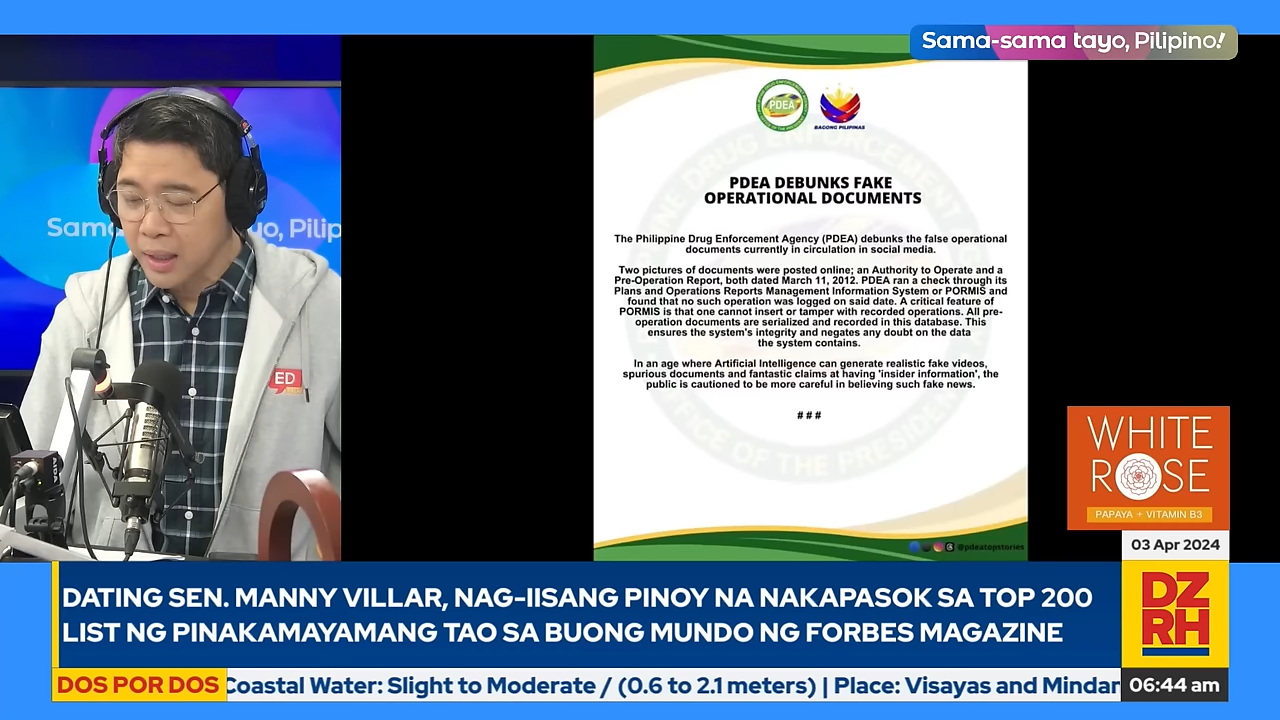 Sama-sama tayo, Pilipino!
PDEA
BAGONG PILIPINAS
PDEA DEBUNKS FAKE
OPERATIONAL DOCUMENTS
The Philippine Drug Enforcement Agency (PDEA) debunks the false operational
documents currently in circulation in social media.
Two pictures of documents were posted online; an Authority to Operate and a
Pre-Operation Report, both dated March 11, 2012. PDEA ran a check through its
Plans and Operations Reports Management Information System or PORMIS and
found that no such operation was logged on said date. A critical feature of
PORMIS is that one cannot insert or tamper with recorded operations. All pre-
operation documents are serialized and recorded in this database. This
ensures the system's integrity and negates any doubt on the data
the system contains.
In an age where Artificial Intelligence can generate realistic fake videos,
spurious documents and fantastic claims at having 'insider information', the
public is cautioned to be more careful in believing such fake news.
# # #
@pdeatopstories
Sama yo, Pilip
ED
WHITE
ROSE
PAPAYA + VITAMIN B3
03 Apr 2024
DATING SEN. MANNY VILLAR, NAG-IISANG PINOY NA NAKAPASOK SA TOP 200
LIST NG PINAKAMAYAMANG TAO SA BUONG MUNDO NG FORBES MAGAZINE
DZ
RH
DOS POR DOS
Coastal Water: Slight to Moderate / (0.6 to 2.1 meters) | Place: Visayas and Mindan
06:44 am